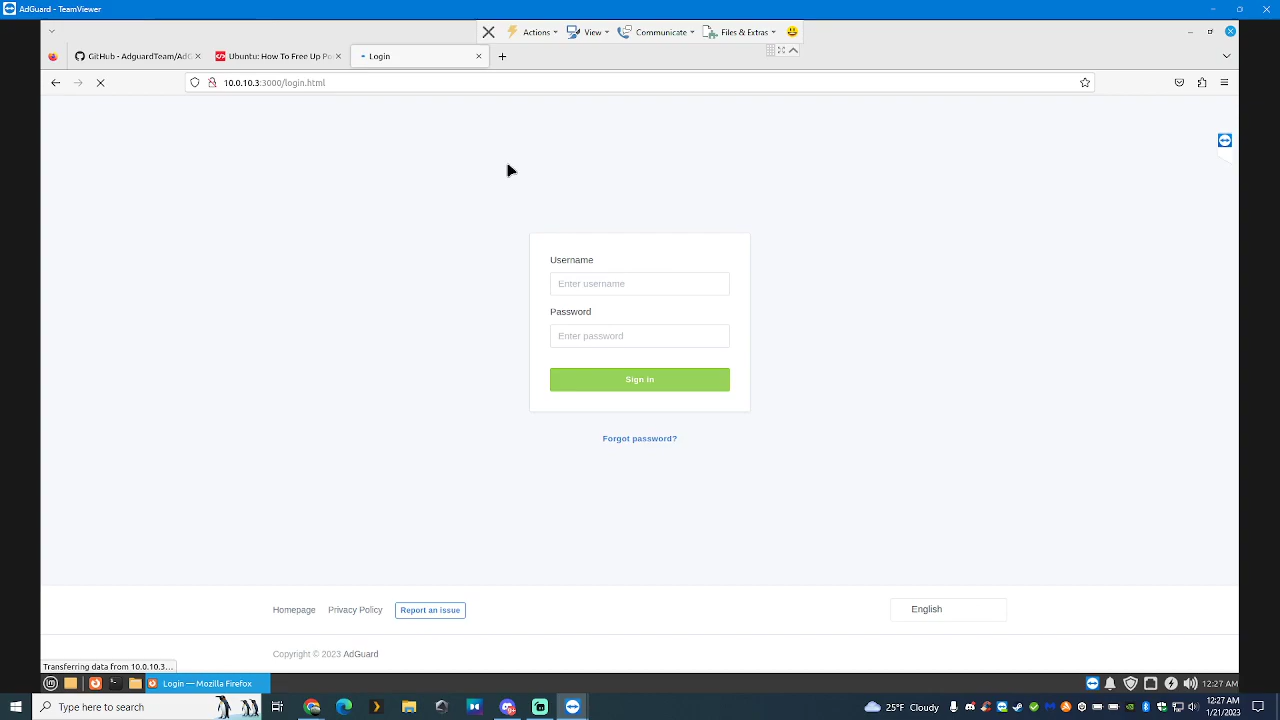 AdGuard - TeamViewer
Actions
View
Communicate
Files & Extras
GitHub - AdguardTeam/AdG
Ubuntu: How To Free Up Po
Login
10.0.10.3:3000/login.html
Username
Enter username
Password
Enter password
Sign in
Forgot password?
Homepage
Privacy Policy
Report an issue
English
Copyright © 2023 AdGuard
Transferring data from 10.0.10.3...
Login — Mozilla Firefox
12:27 AM
Type here to search
25°F Cloudy
12:27 AM
1/21/2023